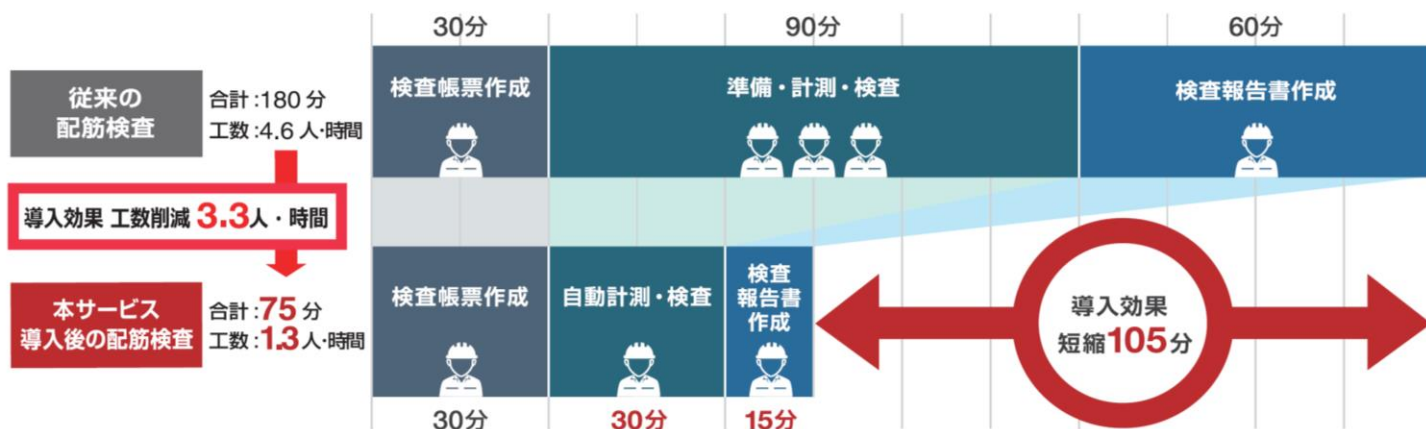 30分
90分
60分
従来の
配筋検査
合計:180 分
工数:4.6 人・時間
検査帳票作成
準備・計測・検査
検査報告書作成
導入効果 工数削減 3.3人・時間
本サービス
導入後の配筋検査
合計:75 分
工数:1.3 人・時間
検査帳票作成
自動計測・検査
検査
報告書
作成
導入効果
短縮105分
30分
30分
15分